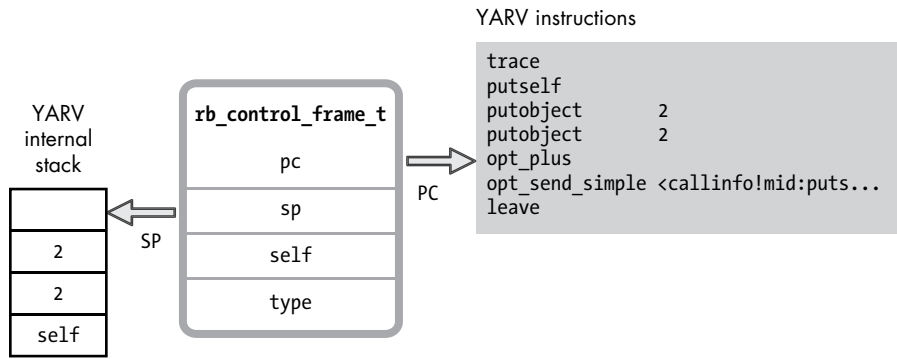 YARV instructions
trace
putself
putobject 2
putobject 2
opt_plus
opt_send_simple <callinfo!mid:puts...
leave
PC
rb_control_frame_t
pc
sp
self
type
YARV
internal
stack
SP
2
2
self